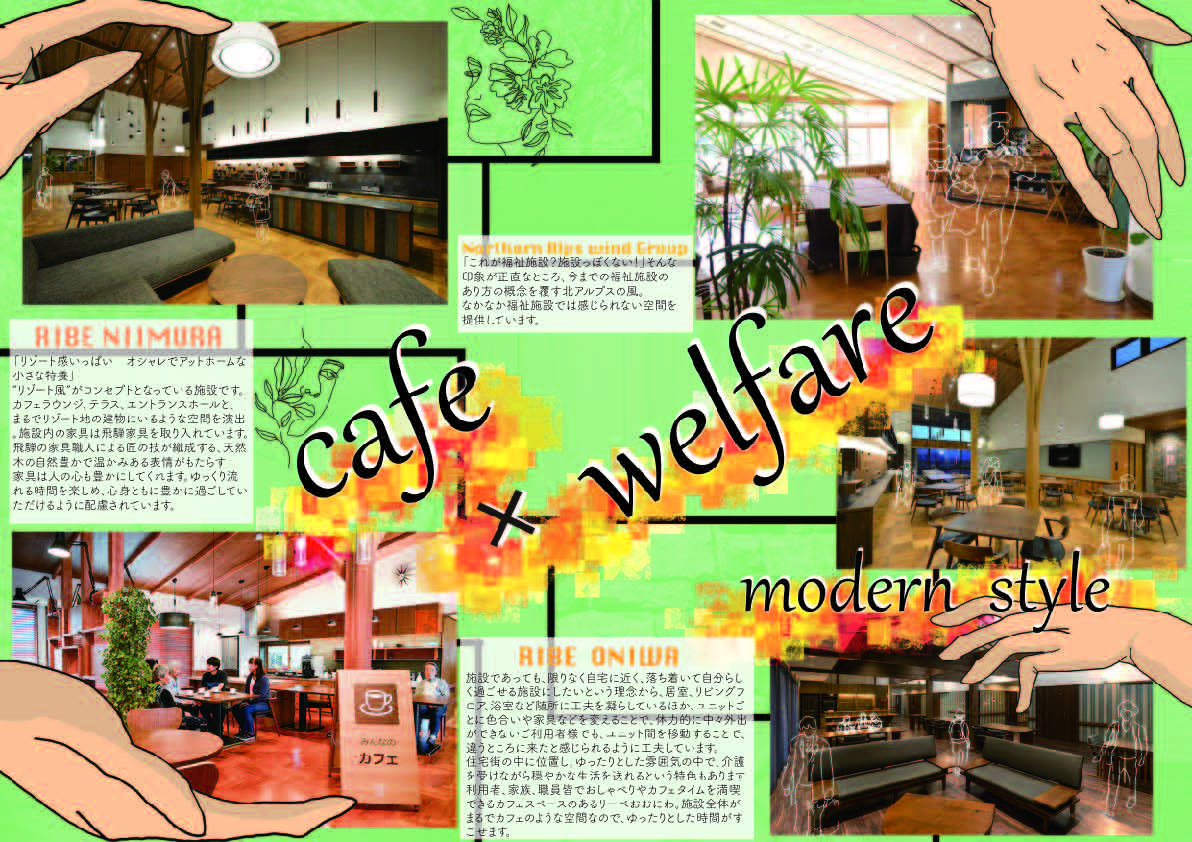 Northern Alps wind Group
「これが福祉施設？施設っぽくない！」そんな
印象が正直なところ、今までの福祉施設の
あり方の概念を覆す北アルプスの風。
なかなか福祉施設では感じられない空間を
提供しています。
RIBE NIIMURA
「リゾート感いっぱい　オシャレでアットホームな
小さな特養」
“リゾート風”がコンセプトとなっている施設です。
カフェラウンジ、テラス、エントランスホールと、
まるでリゾート地の建物にいるような空間を演出
。施設内の家具は飛騨家具を取り入れています。
飛騨の家具職人による匠の技が織成する、天然
木の自然豊かで温かみある表情がもたらす
家具は人の心も豊かにしてくれます。ゆっくり流
れる時間を楽しめ、心身ともに豊かに過ごしてい
ただけるように配慮されています。
cafe
×
welfare
modern style
みんなの
カフェ
RIBE ONIWA
施設であっても、限りなく自宅に近く、落ち着いて自分らし
く過ごせる施設にしたいという理念から、居室、リビングフ
ロア、浴室など随所に工夫を凝らしているほか、ユニットご
とに色合いや家具などを変えることで、体力的に中々外出
ができないご利用者様でも、ユニット間を移動することで、
違うところに来たと感じられるように工夫しています。
住宅街の中に位置し、ゆったりとした雰囲気の中で、介護
を受けながら穏やかな生活を送れるという特色もあります
利用者、家族、職員皆でおしゃべりやカフェタイムを満喫
できるカフェスペースのあるリーベおおにわ。施設全体が
まるでカフェのような空間なので、ゆったりとした時間がす
ごせます。